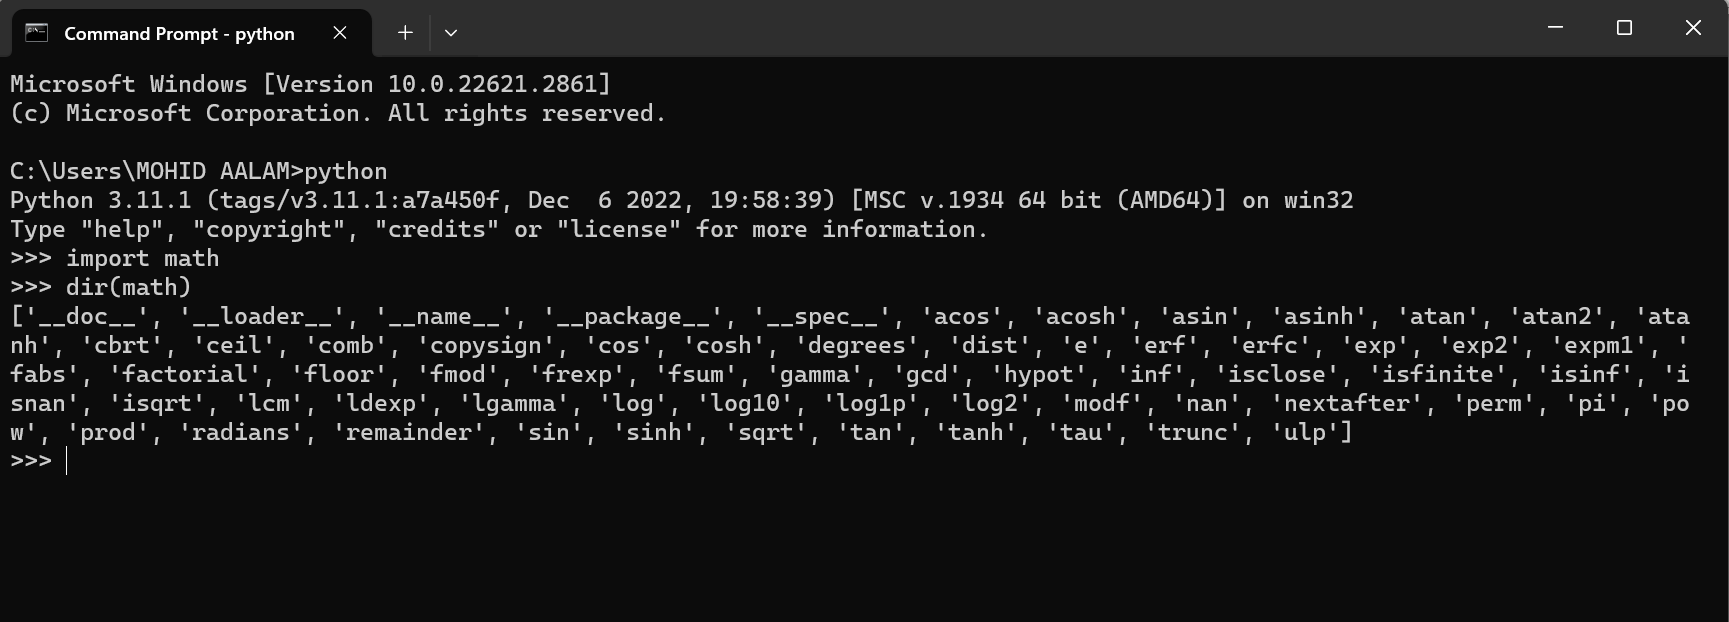 Command Prompt - python
Microsoft Windows [Version 10.0.22621.2861]
(c) Microsoft Corporation. All rights reserved.
C:\Users\MOHID AALAM>python
Python 3.11.1 (tags/v3.11.1:a7a450f, Dec  6 2022, 19:58:39) [MSC v.1934 64 bit (AMD64)] on win32
Type "help", "copyright", "credits" or "license" for more information.
>>> import math
>>> dir(math)
['__doc__', '__loader__', '__name__', '__package__', '__spec__', 'acos', 'acosh', 'asin', 'asinh', 'atan', 'atan2', 'ata
nh', 'cbrt', 'ceil', 'comb', 'copysign', 'cos', 'cosh', 'degrees', 'dist', 'e', 'erf', 'erfc', 'exp', 'exp2', 'expm1', '
fabs', 'factorial', 'floor', 'fmod', 'frexp', 'fsum', 'gamma', 'gcd', 'hypot', 'inf', 'isclose', 'isfinite', 'isinf', 'i
snan', 'isqrt', 'lcm', 'ldexp', 'lgamma', 'log', 'log10', 'log1p', 'log2', 'modf', 'nan', 'nextafter', 'perm', 'pi', 'po
w', 'prod', 'radians', 'remainder', 'sin', 'sinh', 'sqrt', 'tan', 'tanh', 'tau', 'trunc', 'ulp']
>>>